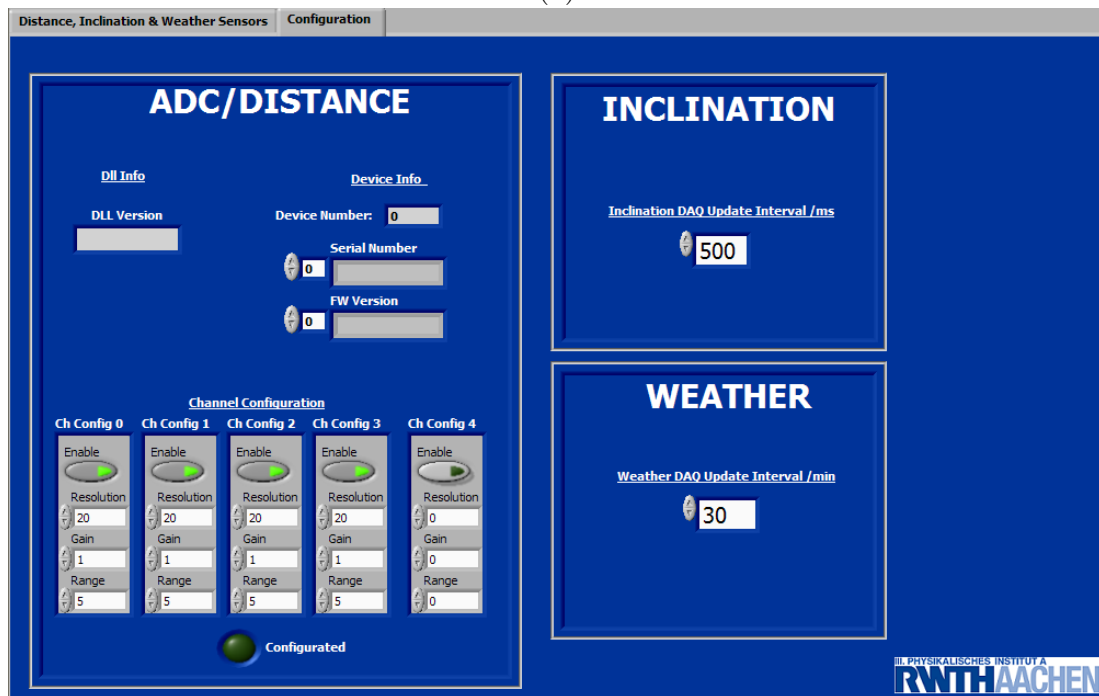 Distance, Inclination & Weather Sensors
Configuration
ADC/DISTANCE
Dll Info
Device Info
DLL Version
Device Number: 0
Serial Number
0
FW Version
0
Channel Configuration
Ch Config 0 Ch Config 1 Ch Config 2 Ch Config 3 Ch Config 4
Enable Enable Enable Enable Enable
Resolution Resolution Resolution Resolution Resolution
20 20 20 20 0
Gain Gain Gain Gain Gain
1 1 1 1 0
Range Range Range Range Range
5 5 5 5 0
Configurated
INCLINATION
Inclination DAQ Update Interval /ms
500
WEATHER
Weather DAQ Update Interval /min
30
III. PHYSIKALISCHES INSTITUT A
RWTHAACHEN